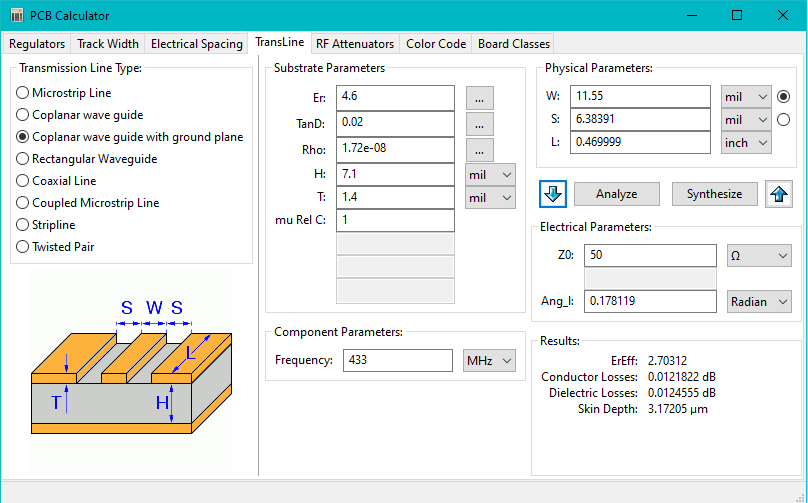 PCB Calculator
Regulators Track Width Electrical Spacing TransLine RF Attenuators Color Code Board Classes
Transmission Line Type:
Microstrip Line
Coplanar wave guide
Coplanar wave guide with ground plane
Rectangular Waveguide
Coaxial Line
Coupled Microstrip Line
Stripline
Twisted Pair
S W S
L
T
H
Substrate Parameters
Er: 4.6 ...
TanD: 0.02 ...
Rho: 1.72e-08 ...
H: 7.1 mil
T: 1.4 mil
mu Rel C: 1
Component Parameters:
Frequency: 433 MHz
Physical Parameters:
W: 11.55 mil
S: 6.38391 mil
L: 0.469999 inch
Analyze Synthesize
Electrical Parameters:
Z0: 50 Ω
Ang_l: 0.178119 Radian
Results:
ErEff: 2.70312
Conductor Losses: 0.0121822 dB
Dielectric Losses: 0.0124555 dB
Skin Depth: 3.17205 µm